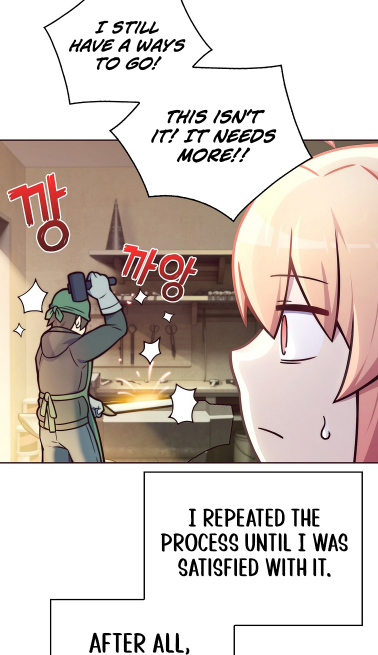 I STILL
HAVE A WAYS
TO GO!
THIS ISN'T
IT! IT NEEDS
MORE!!
깡
까앙
I REPEATED THE
PROCESS UNTIL I WAS
SATISFIED WITH IT.
AFTER ALL,